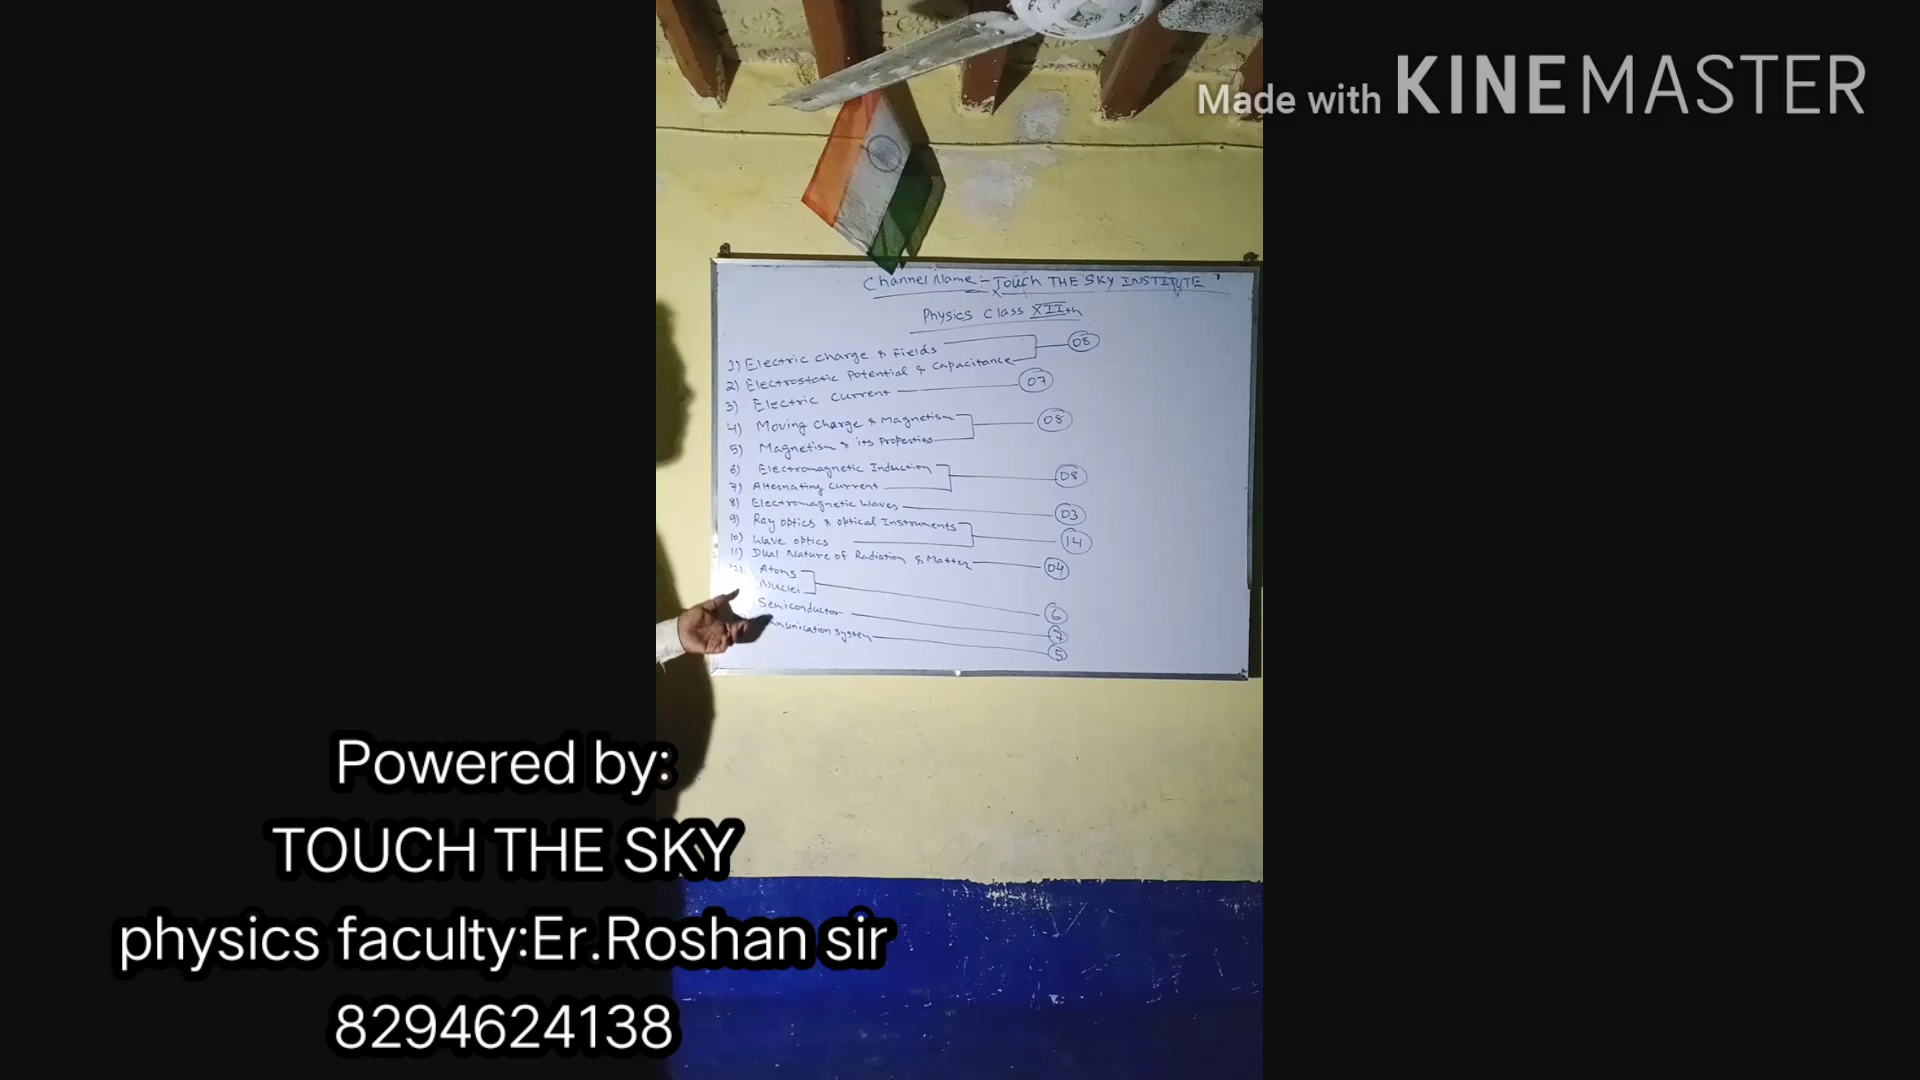 Made with KINEMASTER
Channel Name:- Touch THE SKY INSTITUTE
Physics Class XIIth
1) Electric charge & Fields
05
2) Electrostatic Potential & Capacitance
3) Electric Current
07
4) Moving Charge & Magnetism
08
5) Magnetism & its Properties
6) Electromagnetic Induction
08
7) Alternating Current
8) Electromagnetic Waves
03
9) Ray optics & optical Instruments
14
10) Wave optics
11) Dual Nature of Radiation & Matter
04
12) Atoms
Nuclei
6
Semiconductor
7
system
5
Powered by:
TOUCH THE SKY
physics faculty:Er.Roshan sir
8294624138